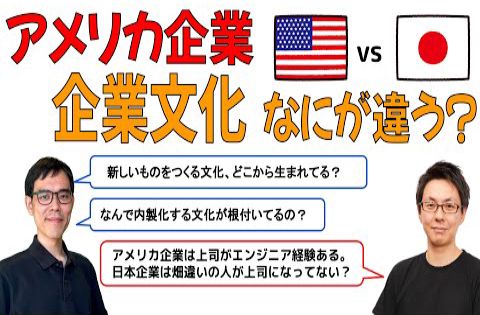 アメリカ企業
vs
企業文化 なにが違う?
新しいものをつくる文化、どこから生まれてる？
なんで内製化する文化が根付いてるの？
アメリカ企業は上司がエンジニア経験ある。
日本企業は畑違いの人が上司になってない？